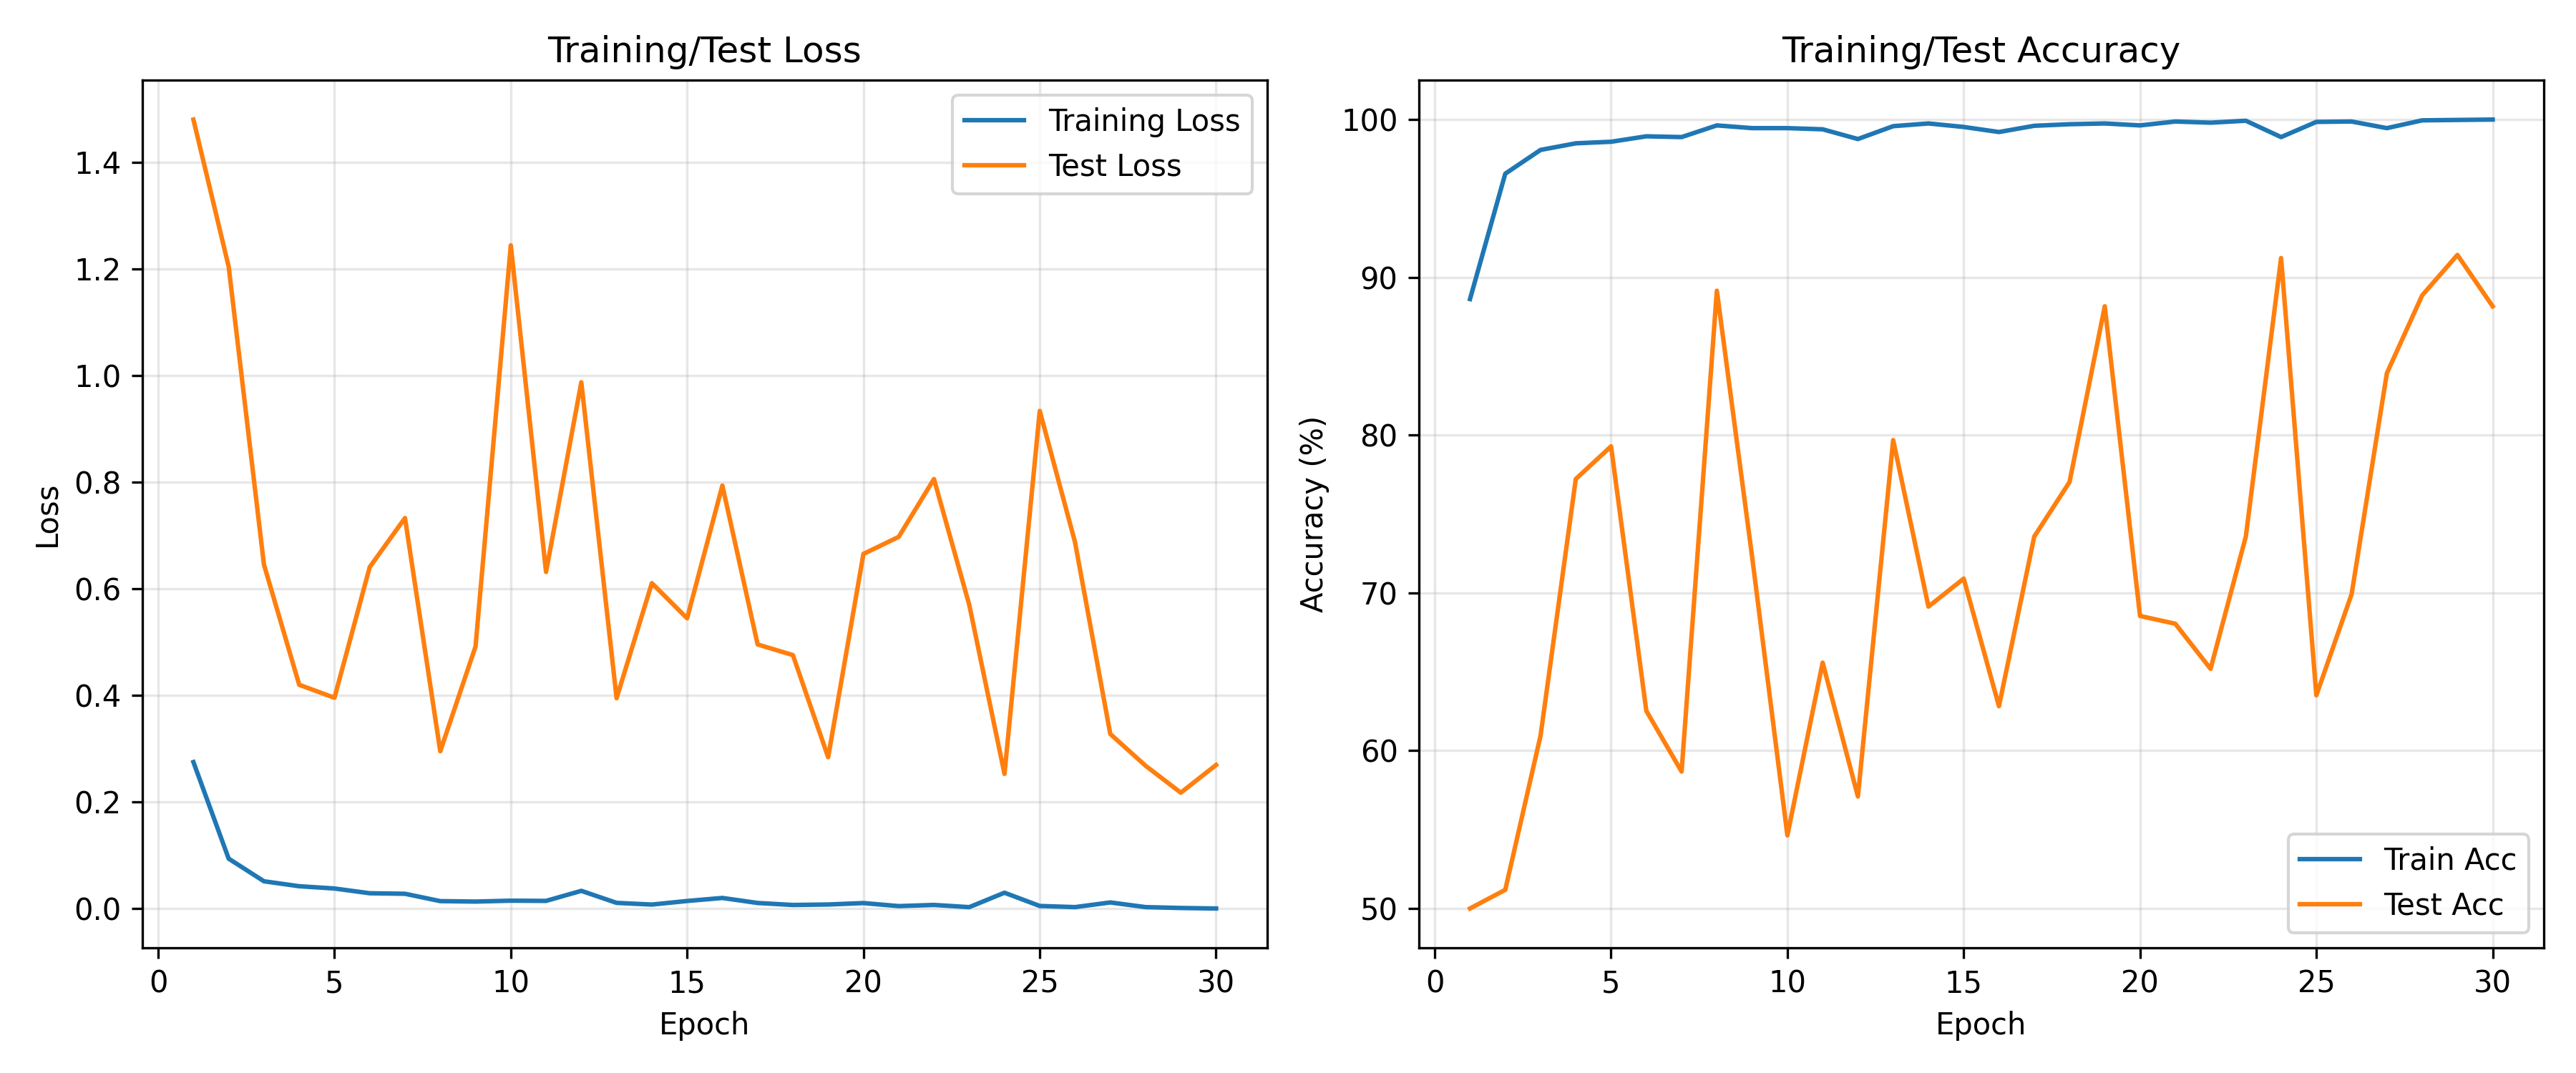 Training/Test Loss
Training Loss
Test Loss
Loss
1.4
1.2
1.0
0.8
0.6
0.4
0.2
0.0
0 5 10 15 20 25 30
Epoch
Training/Test Accuracy
Accuracy (%)
100
90
80
70
60
50
Train Acc
Test Acc
0 5 10 15 20 25 30
Epoch